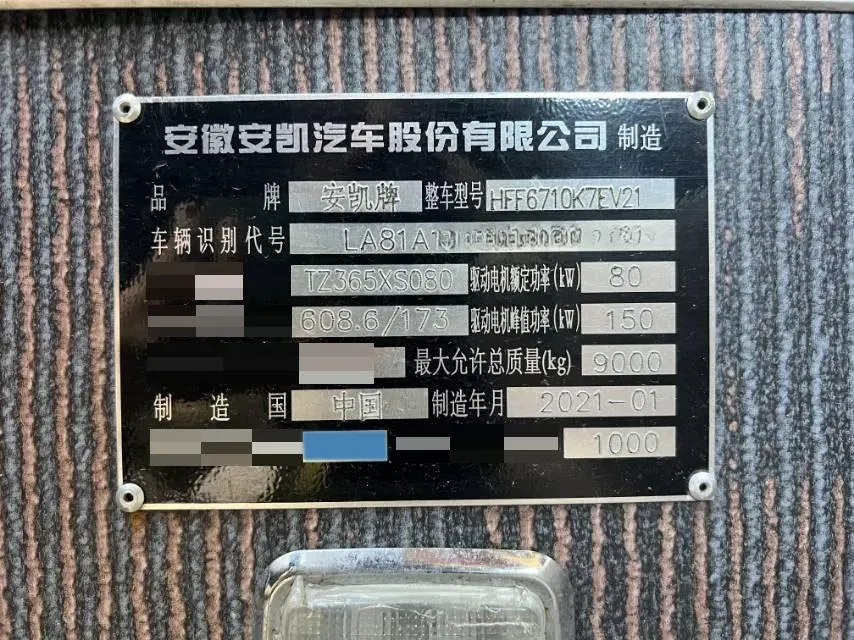 安徽安凯汽车股份有限公司 制造
品牌 安凯牌 整车型号 HFF6710K7EV21
车辆识别代号 LA81A1
TZ365XS080 驱动电机额定功率(kW) 80
608.6/173 驱动电机峰值功率(kW) 150
最大允许总质量(kg) 9000
制造国 中国 制造年月 2021-01
1000